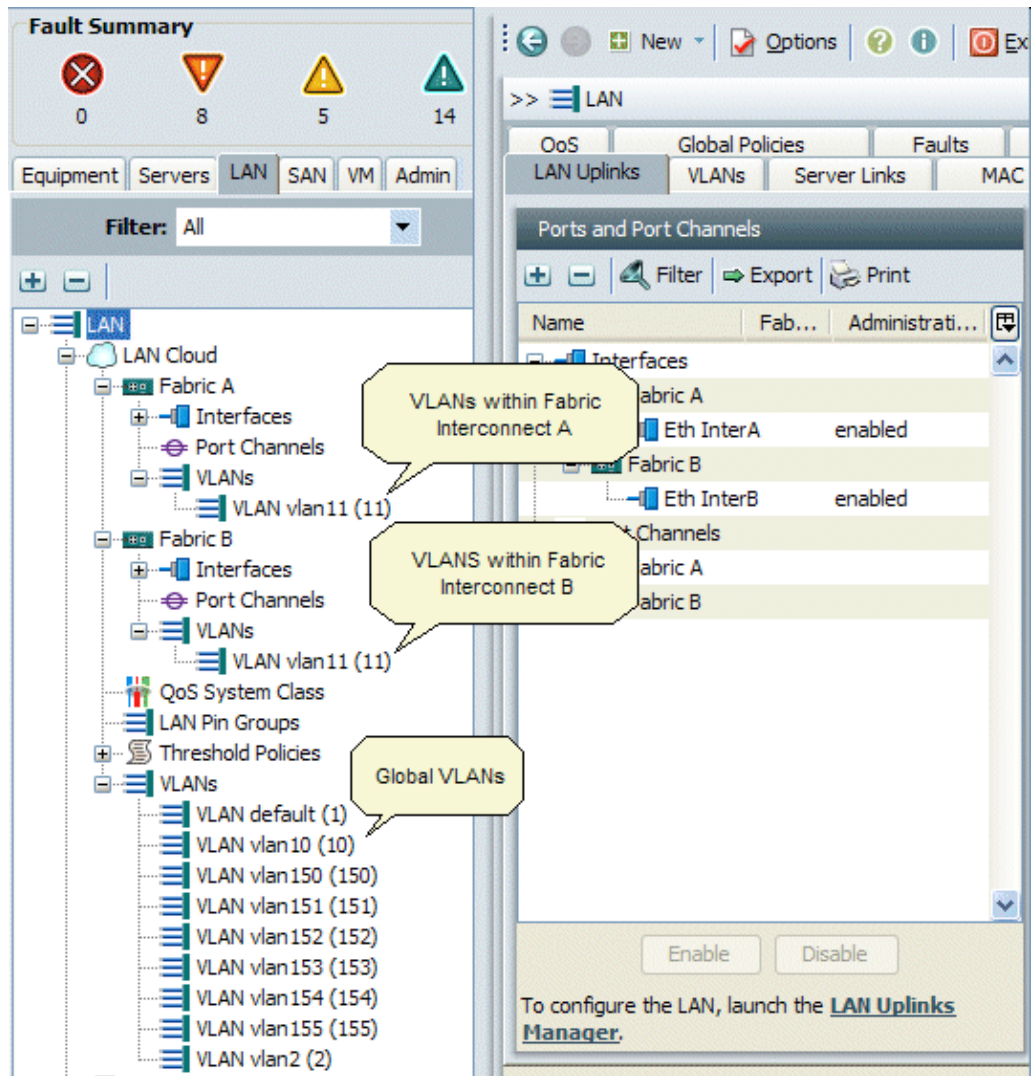 Fault Summary
0 8 5 14
Equipment Servers LAN SAN VM Admin
Filter: All
LAN
LAN Cloud
Fabric A
Interfaces
Port Channels
VLANs
VLAN vlan11 (11)
Fabric B
Interfaces
Port Channels
VLANs
VLAN vlan11 (11)
QoS System Class
LAN Pin Groups
Threshold Policies
VLANs
VLAN default (1)
VLAN vlan10 (10)
VLAN vlan150 (150)
VLAN vlan151 (151)
VLAN vlan152 (152)
VLAN vlan153 (153)
VLAN vlan154 (154)
VLAN vlan155 (155)
VLAN vlan2 (2)
VLANs within Fabric
Interconnect A
VLANS within Fabric
Interconnect B
Global VLANs
New Options Ex
>> LAN
QoS Global Policies Faults
LAN Uplinks VLANs Server Links MAC
Ports and Port Channels
Filter Export Print
Name Fab... Administrati...
Interfaces
abric A
Eth InterA enabled
Fabric B
Eth InterB enabled
t Channels
abric A
abric B
Enable Disable
To configure the LAN, launch the LAN Uplinks
Manager.